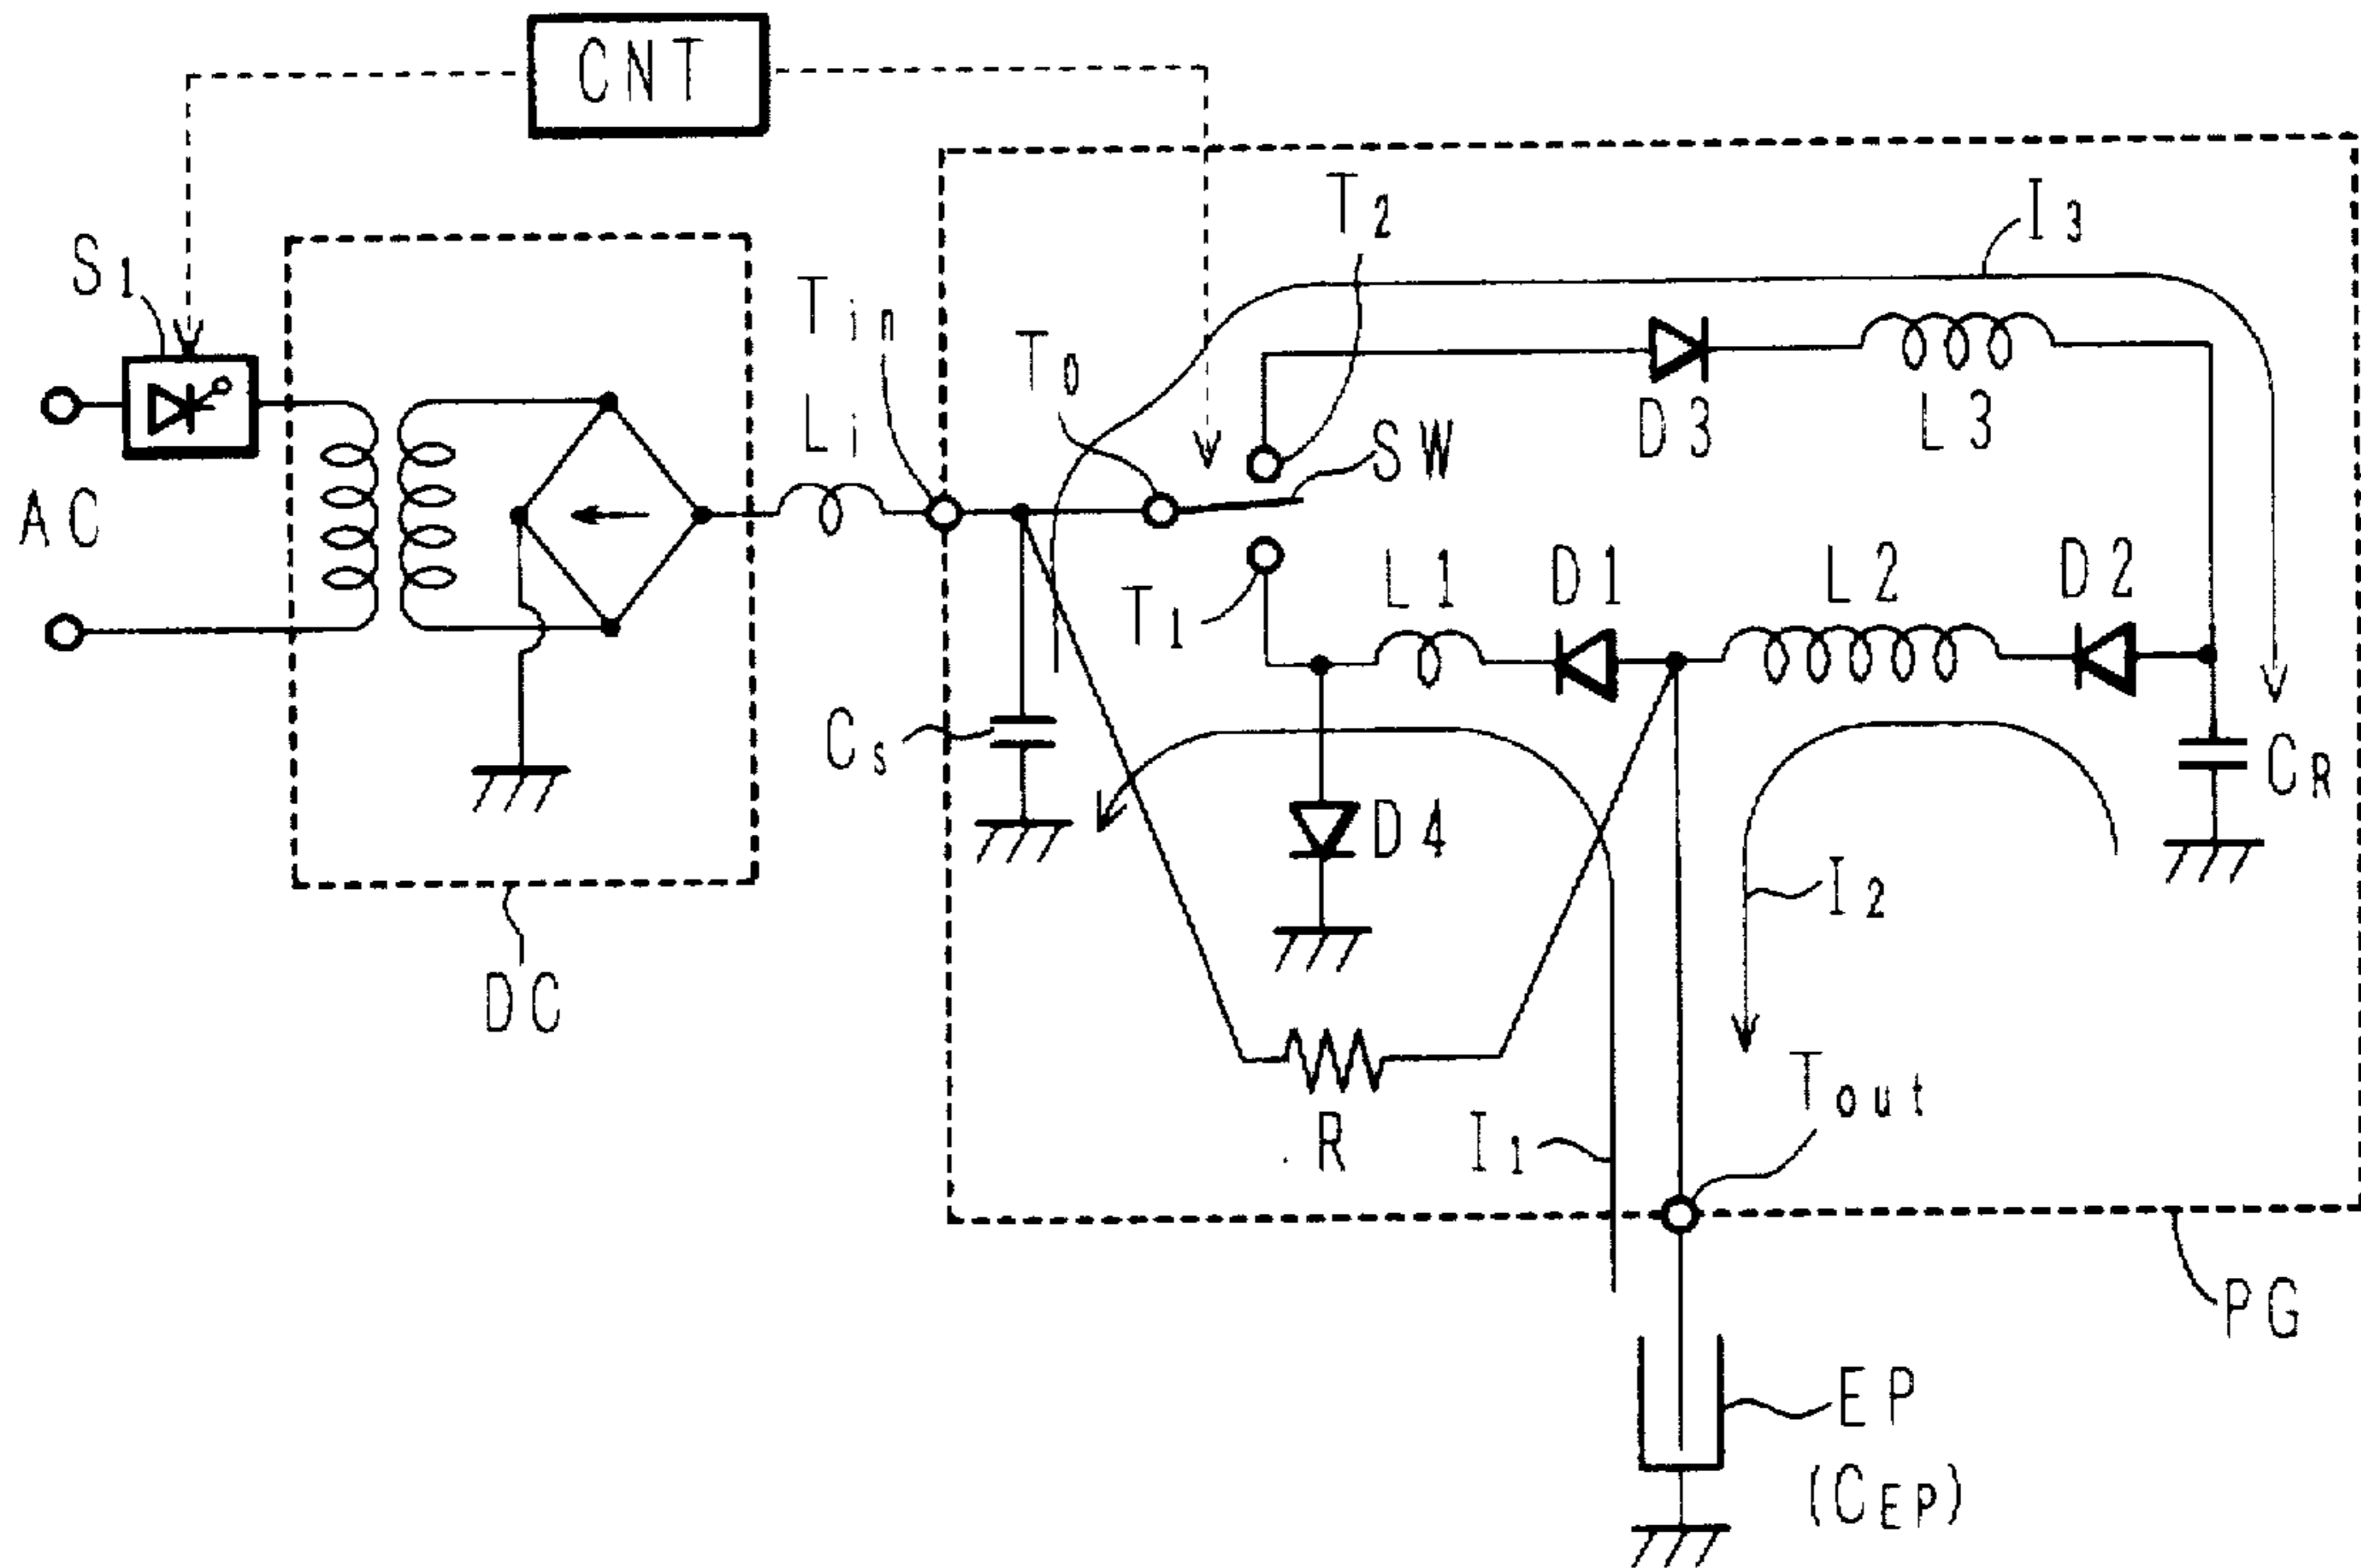 CNT
S1
T2
I3
Tin
T0
Li
SW
D3
L3
AC
T1
L1
D1
L2
D2
Cs
D4
CR
I2
DC
R
I1
Tout
PG
EP
(CEP)